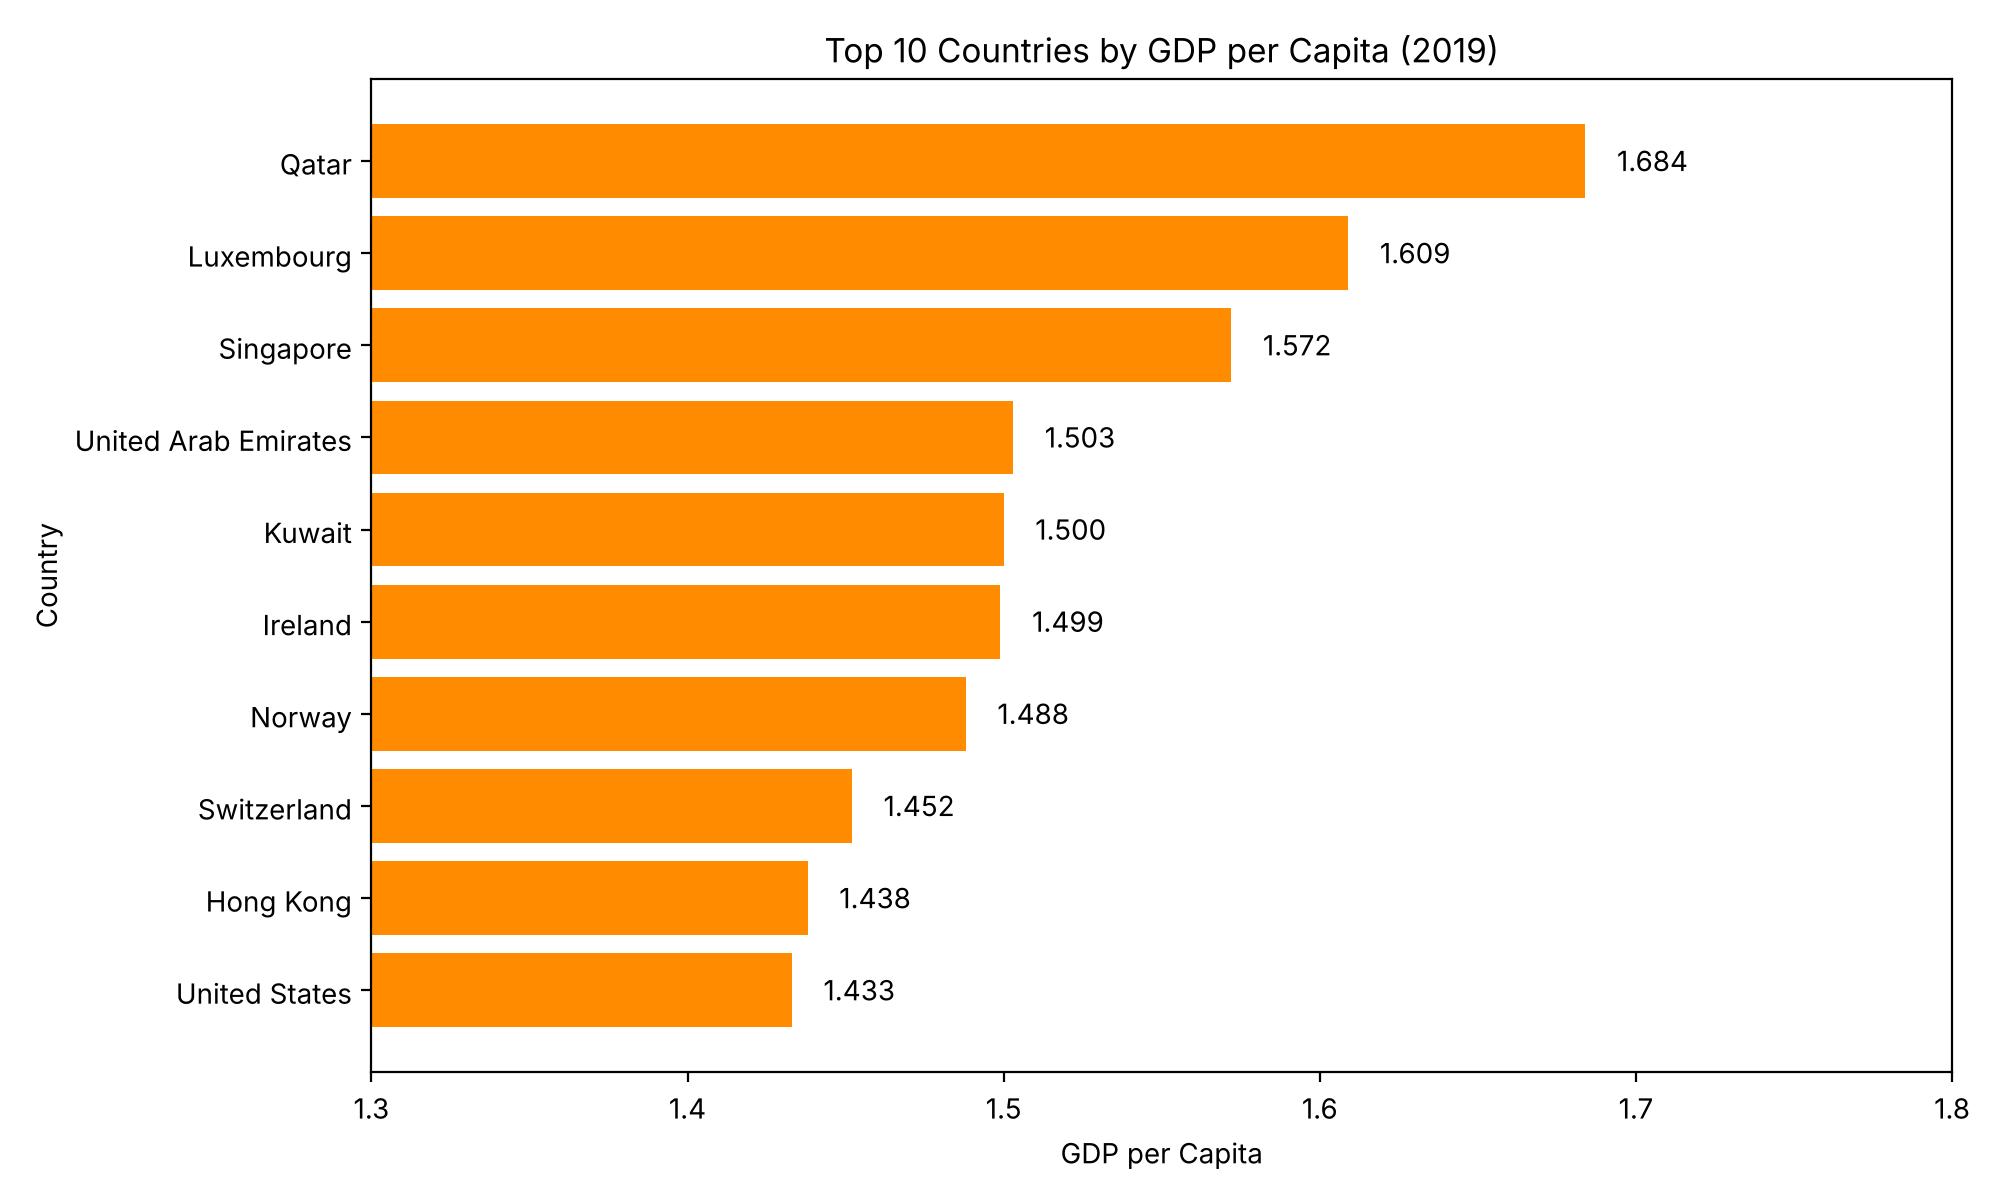 Top 10 Countries by GDP per Capita (2019)
Qatar 1.684
Luxembourg 1.609
Singapore 1.572
United Arab Emirates 1.503
Kuwait 1.500
Ireland 1.499
Norway 1.488
Switzerland 1.452
Hong Kong 1.438
United States 1.433
Country
1.3 1.4 1.5 1.6 1.7 1.8
GDP per Capita